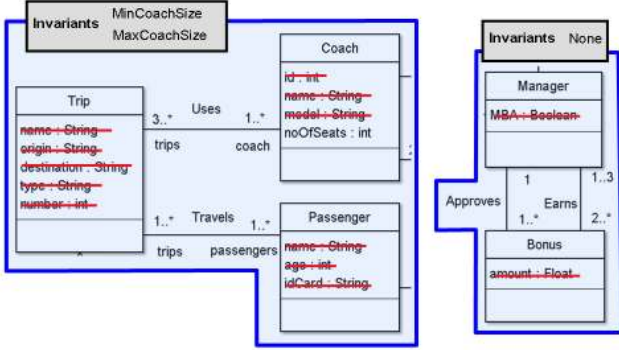 Invariants MinCoachSize
MaxCoachSize
Trip
name : String
origin : String
destination : String
type : String
number : int
Uses
3..*
1..*
trips
coach
Coach
id : int
name : String
model : String
noOfSeats : int
Travels
1..*
1..*
trips
passengers
Passenger
name : String
age : int
idCard : String
Invariants None
Manager
MBA : Boolean
1
1..3
Approves
Earns
1..*
2..*
Bonus
amount : Float